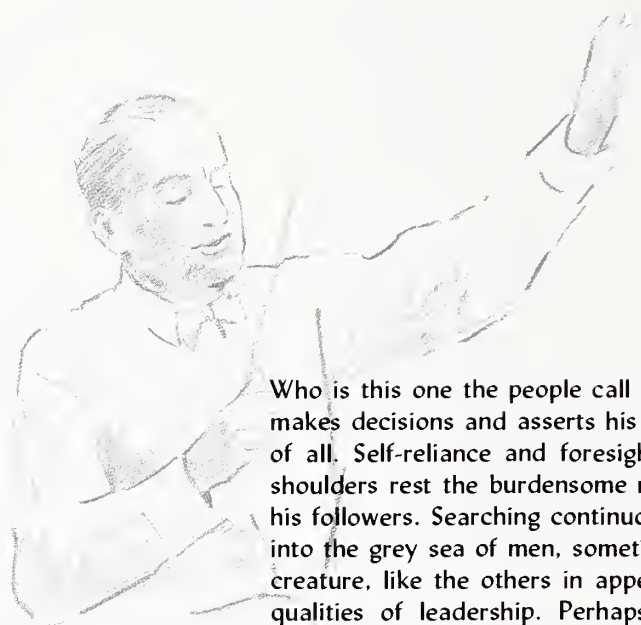 Who is this one the people call
makes decisions and asserts his
of all. Self-reliance and foresigh
shoulders rest the burdensome
his followers. Searching continuo
into the grey sea of men, somet
creature, like the others in appe
qualities of leadership. Perhaps